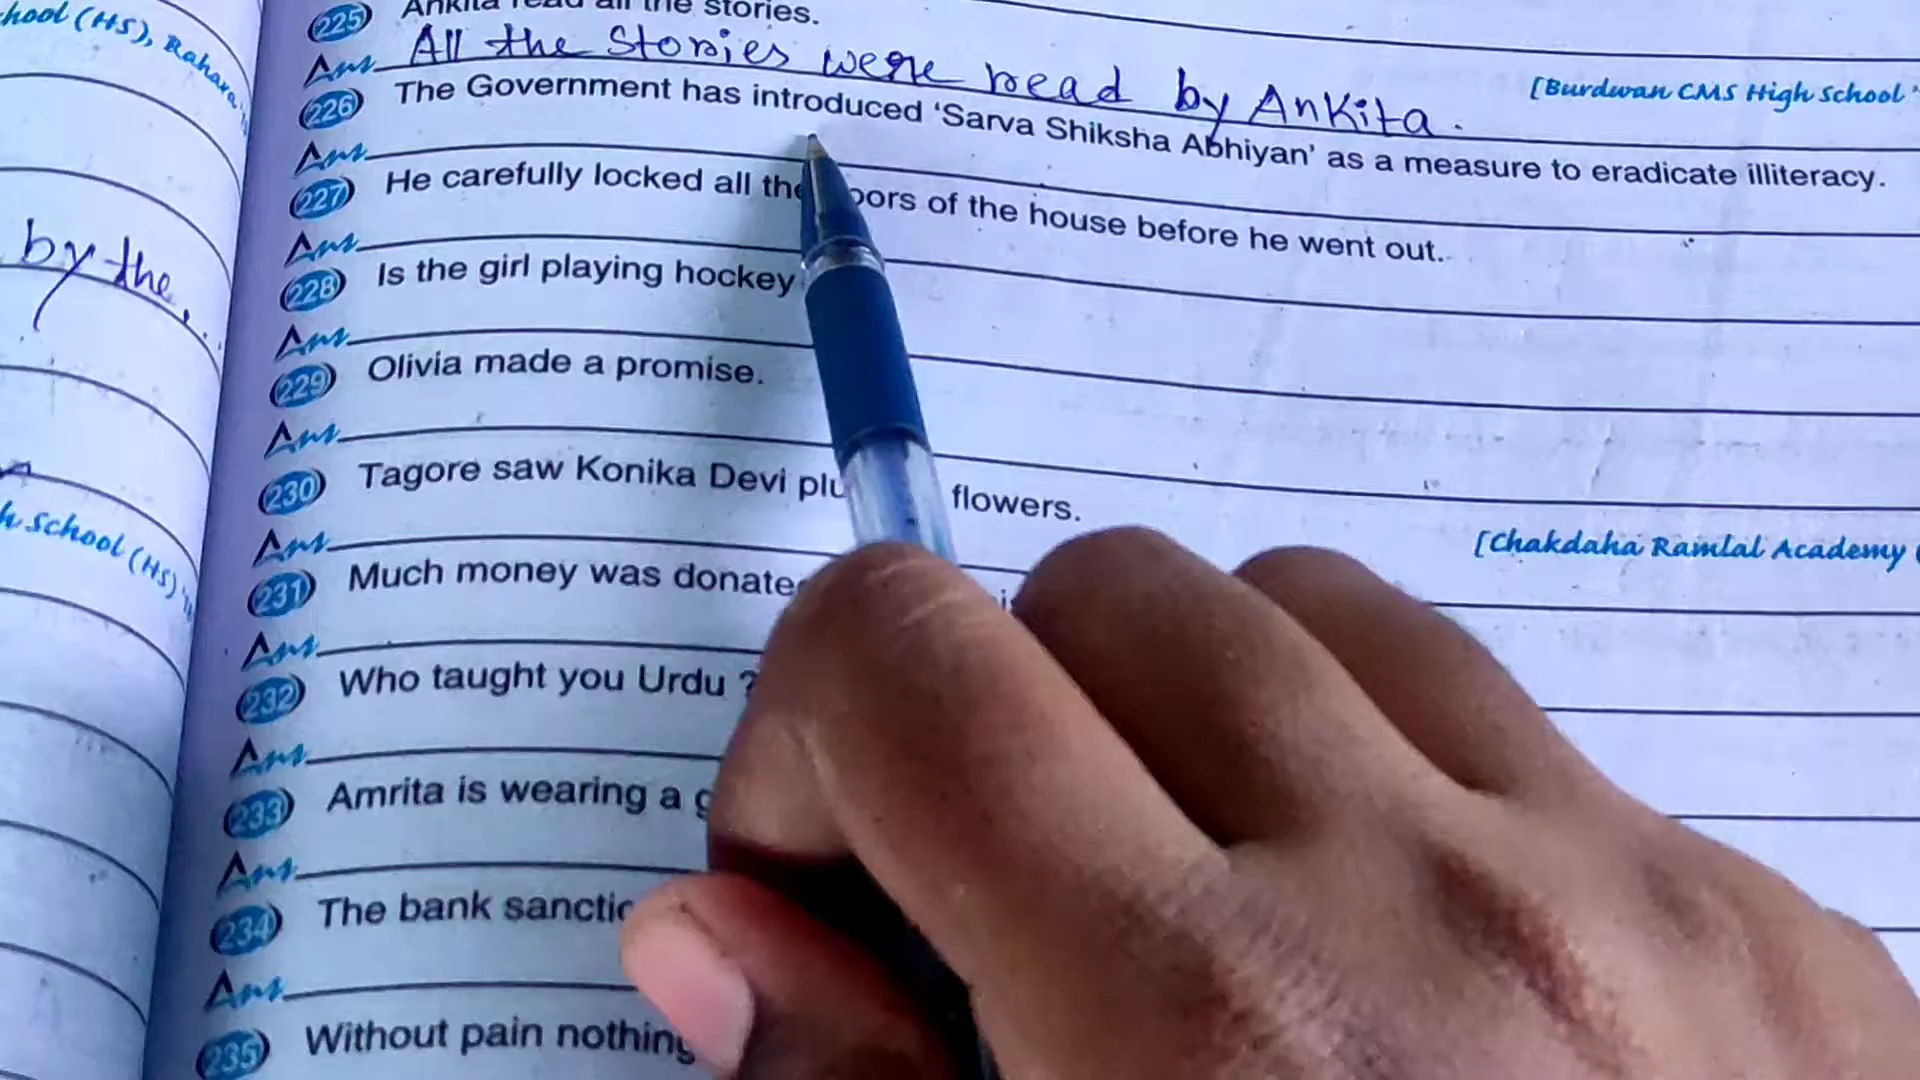 chool (HS), Rahara
by the
h School (HS)
225 Ankita read all the stories.
Ans All the Stories were read by Ankita.
[Burdwan CMS High School
226 The Government has introduced ‘Sarva Shiksha Abhiyan’ as a measure to eradicate illiteracy.
Ans
227 He carefully locked all the oors of the house before he went out.
Ans
228 Is the girl playing hockey
Ans
229 Olivia made a promise.
Ans
230 Tagore saw Konika Devi plu flowers.
Ans
[Chakdaha Ramlal Academy (
231 Much money was donate
Ans
232 Who taught you Urdu ?
Ans
233 Amrita is wearing a g
Ans
234 The bank sanctio
Ans
235 Without pain nothing